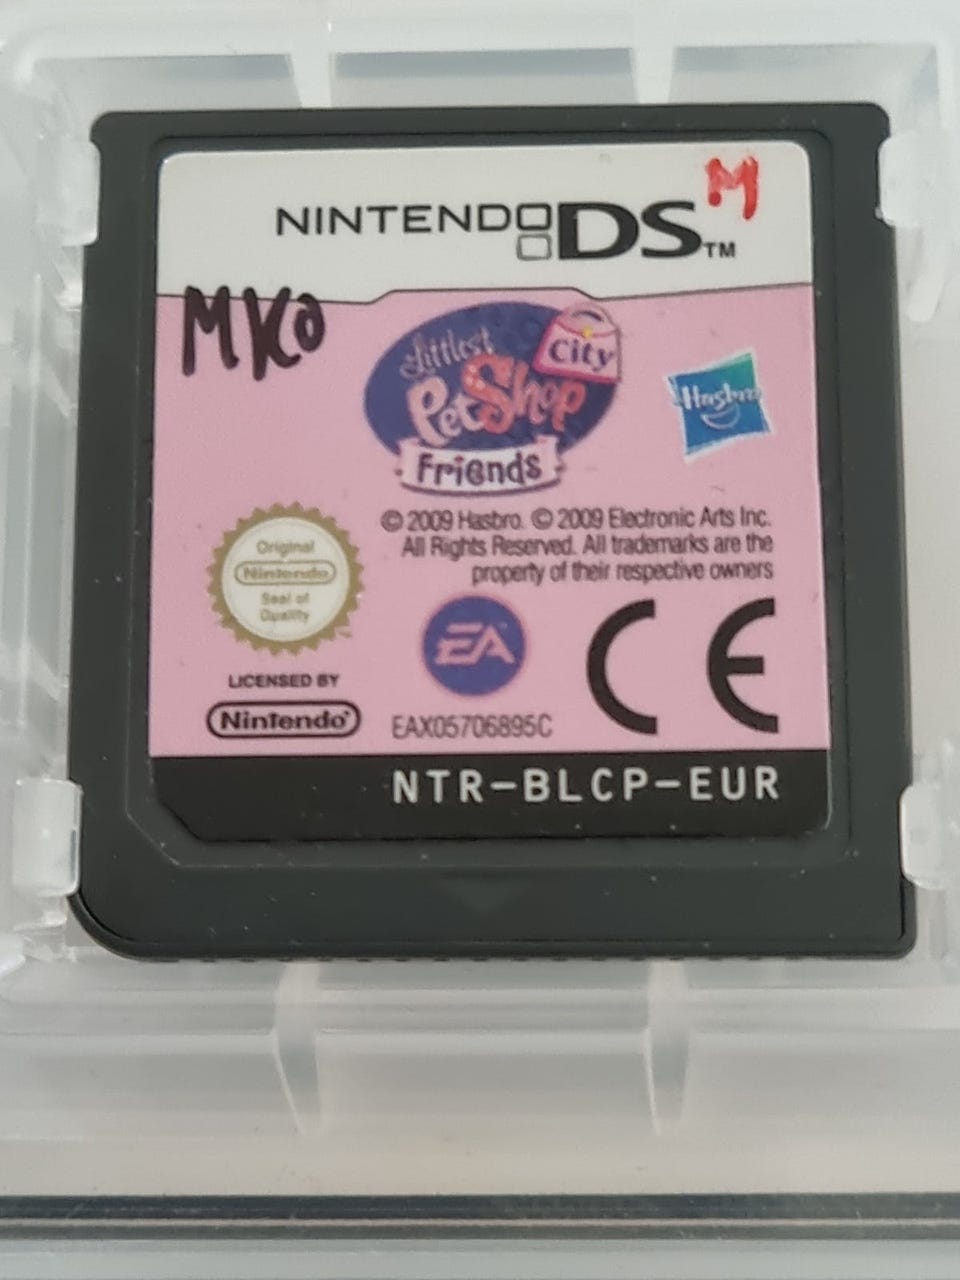 M
NINTENDO DS™
MKO
Littlest
PetShop
City
Friends
Hasbro
© 2009 Hasbro. © 2009 Electronic Arts Inc.
All Rights Reserved. All trademarks are the
property of their respective owners
Original
Nintendo
Seal of
Quality
LICENSED BY
Nintendo
EA
EAX05706895C
CE
NTR-BLCP-EUR